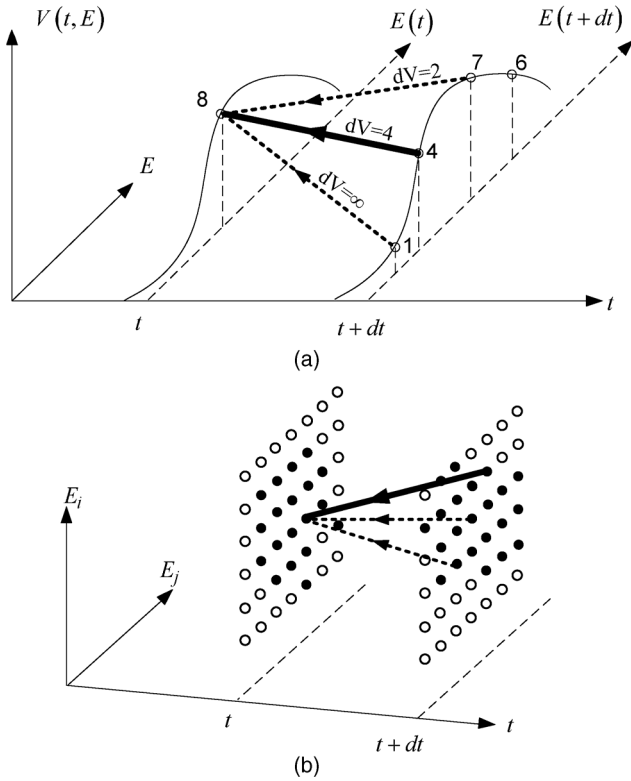 V(t, E)
E(t)
E(t + dt)
7
6
dV=2
8
dV=4
4
E
dV=∞
1
t
t + dt
t
(a)
E_i
E_j
t
t + dt
t
(b)